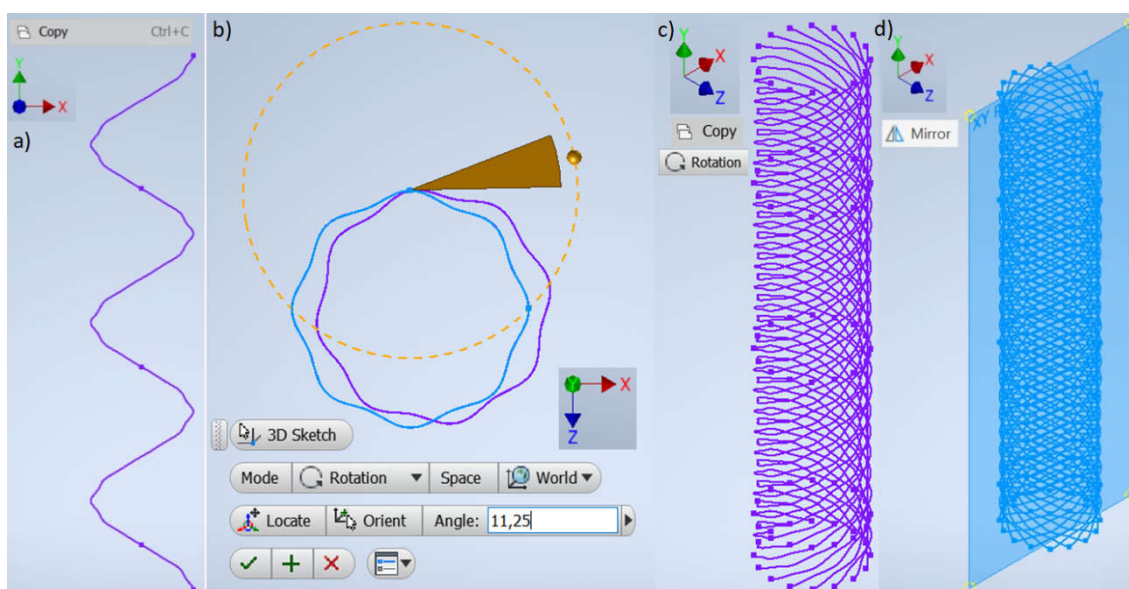 Copy Ctrl+C
Y
X
a)
b)
X
Z
3D Sketch
Mode Rotation Space World
Locate Orient Angle: 11,25
c)
Y
X
Z
Copy
Rotation
d)
Y
X
Z
Mirror
XY P